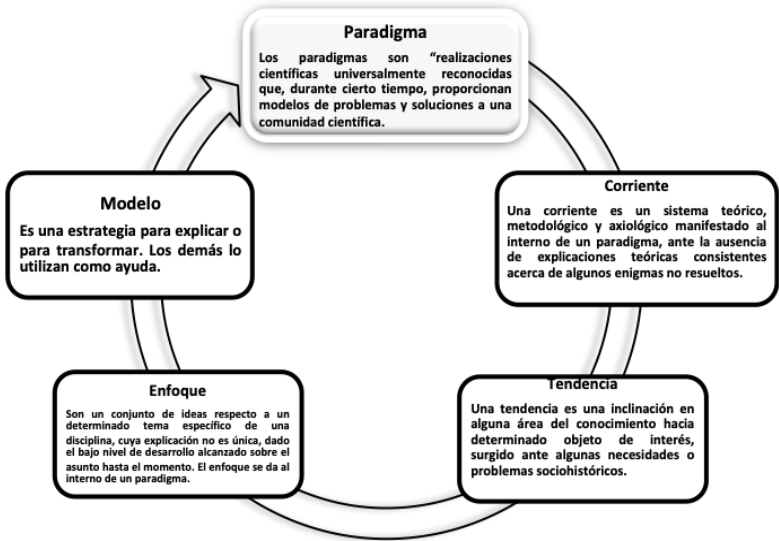 Paradigma
Los paradigmas son “realizaciones
científicas universalmente reconocidas
que, durante cierto tiempo, proporcionan
modelos de problemas y soluciones a una
comunidad científica.
Corriente
Una corriente es un sistema teórico,
metodológico y axiológico manifestado al
interno de un paradigma, ante la ausencia
de explicaciones teóricas consistentes
acerca de algunos enigmas no resueltos.
Tendencia
Una tendencia es una inclinación en
alguna área del conocimiento hacia
determinado objeto de interés,
surgido ante algunas necesidades o
problemas sociohistóricos.
Enfoque
Son un conjunto de ideas respecto a un
determinado tema específico de una
disciplina, cuya explicación no es única, dado
el bajo nivel de desarrollo alcanzado sobre el
asunto hasta el momento. El enfoque se da al
interno de un paradigma.
Modelo
Es una estrategia para explicar o
para transformar. Los demás lo
utilizan como ayuda.